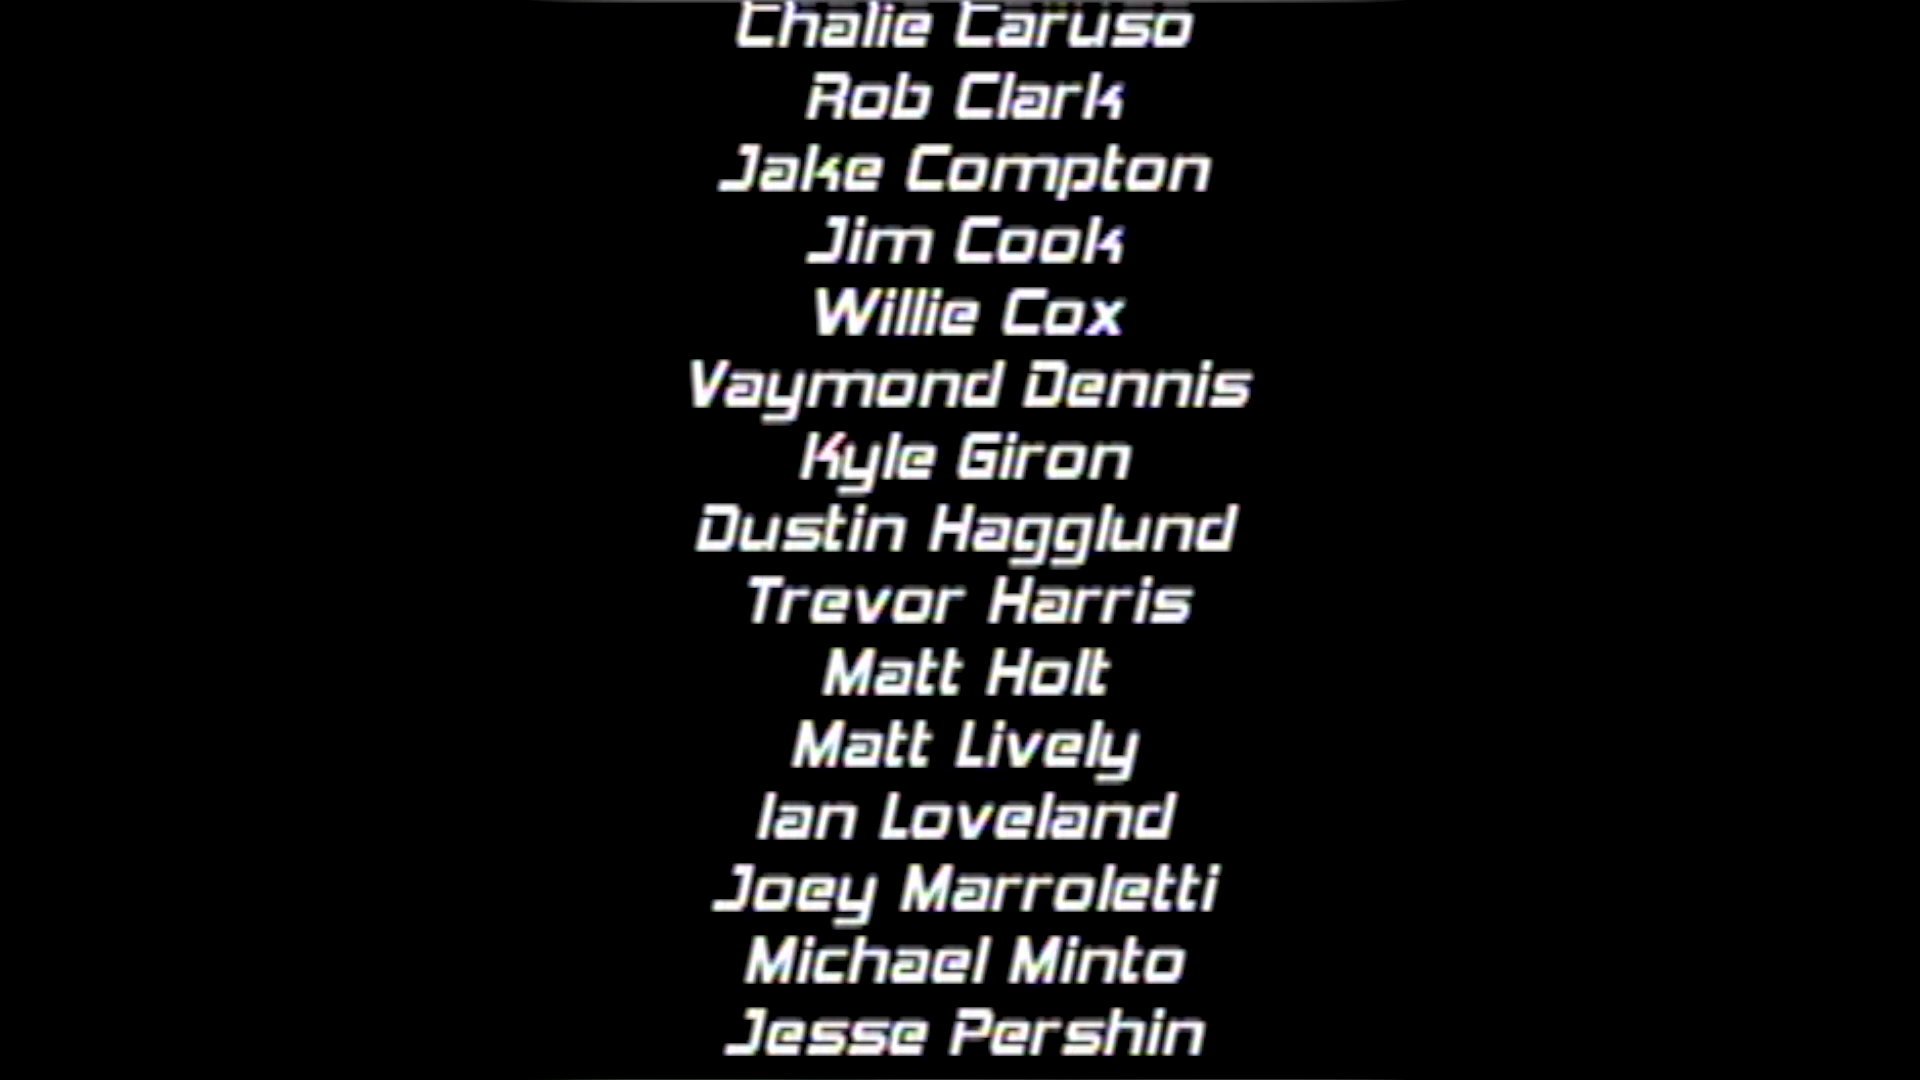 Chalie Caruso
Rob Clark
Jake Compton
Jim Cook
Willie Cox
Vaymond Dennis
Kyle Giron
Dustin Hagglund
Trevor Harris
Matt Holt
Matt Lively
Ian Loveland
Joey Marroletti
Michael Minto
Jesse Pershin